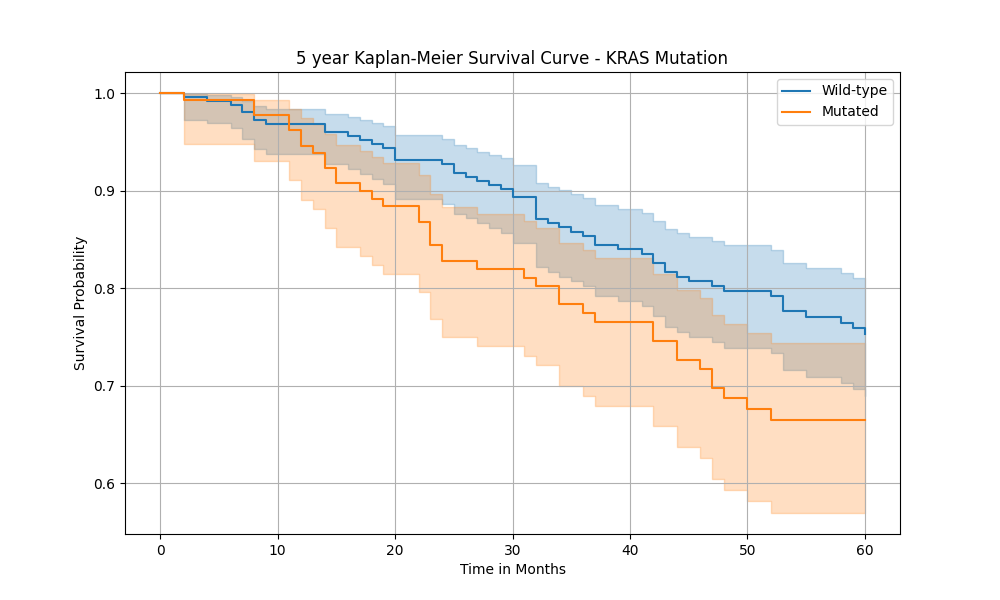 5 year Kaplan-Meier Survival Curve - KRAS Mutation
Wild-type
Mutated
Survival Probability
1.0
0.9
0.8
0.7
0.6
0 10 20 30 40 50 60
Time in Months